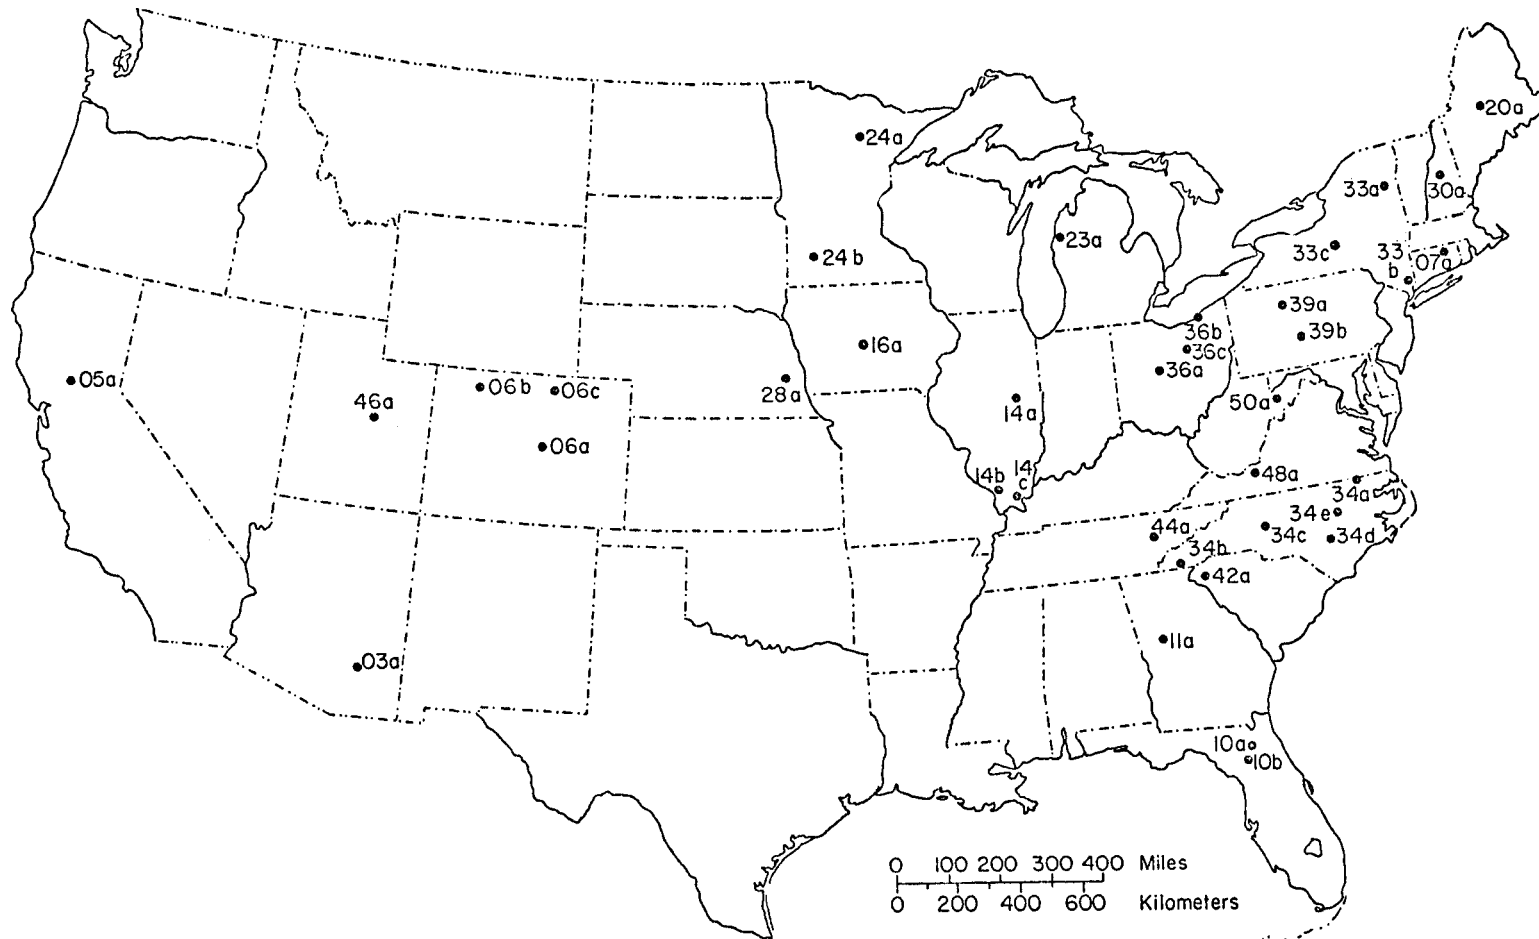 20a
24a
33a
30a
23a
33c
33
b
07a
24b
39a
36b
39b
16a
36c
36a
05a
06b
06c
28a
46a
50a
14a
06a
14b
14
c
48a
34a
34e
44a
34c
34d
34b
42a
11a
03a
10a
10b
0 100 200 300 400 Miles
0 200 400 600 Kilometers